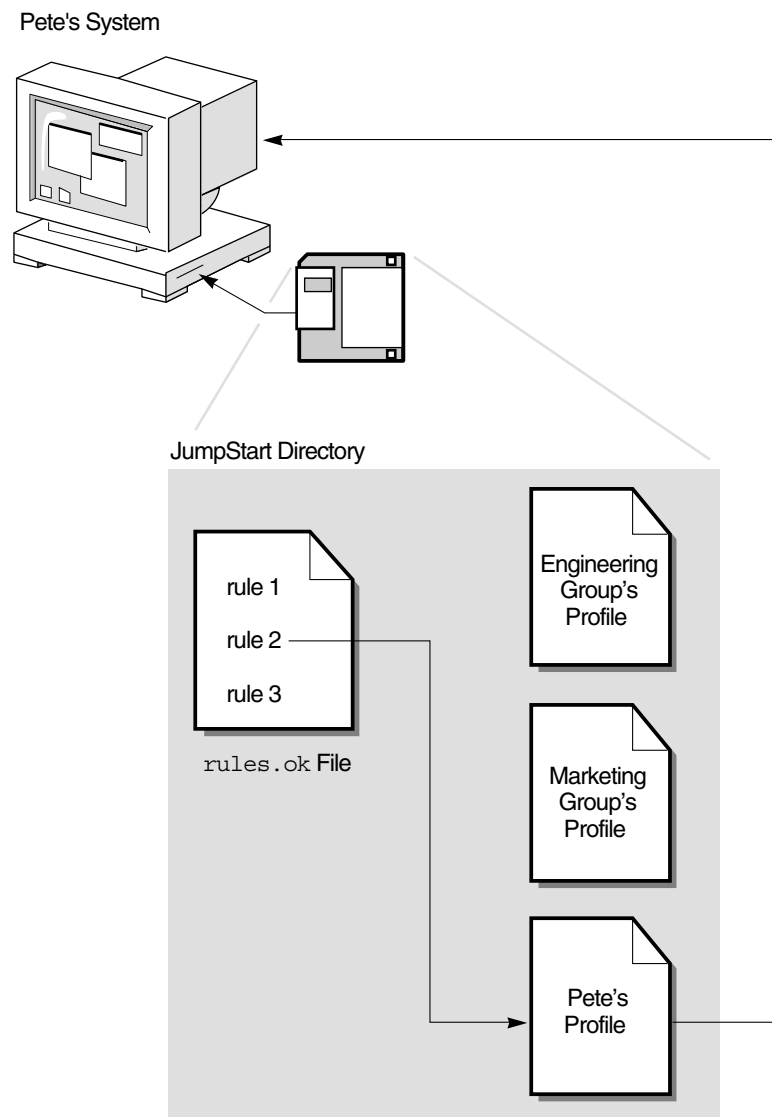 Pete's System
JumpStart Directory
rule 1
rule 2
rule 3
rules.ok File
Engineering
Group's
Profile
Marketing
Group's
Profile
Pete's
Profile